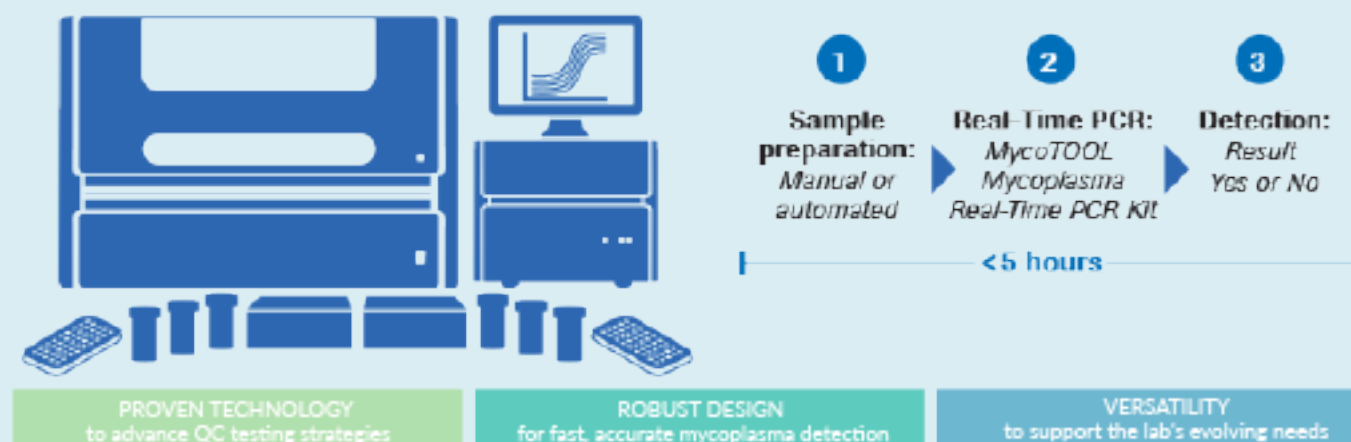 1
Sample
preparation:
Manual or
automated
2
Real-Time PCR:
MycoTOOL
Mycoplasma
Real-Time PCR Kit
3
Detection:
Result
Yes or No
<5 hours
PROVEN TECHNOLOGY
to advance QC testing strategies
ROBUST DESIGN
for fast, accurate mycoplasma detection
VERSATILITY
to support the lab's evolving needs